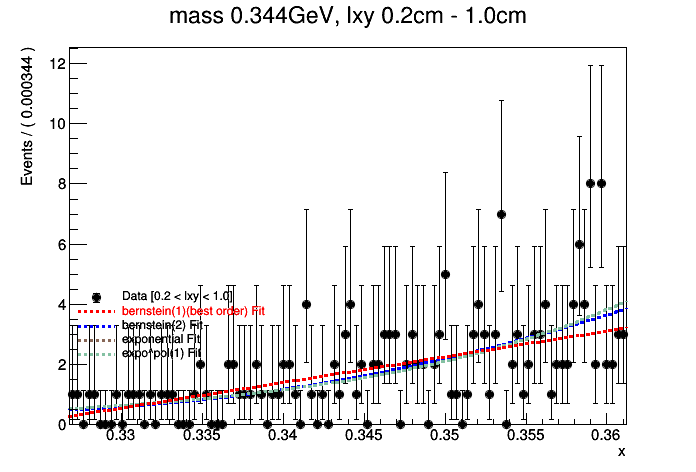 mass 0.344GeV, lxy 0.2cm - 1.0cm
Events / ( 0.000344 )
12
10
8
6
4
2
0
Data [0.2 < lxy < 1.0]
bernstein(1)(best order) Fit
bernstein(2) Fit
exponential Fit
expo*pol(1) Fit
0.33 0.335 0.34 0.345 0.35 0.355 0.36
x